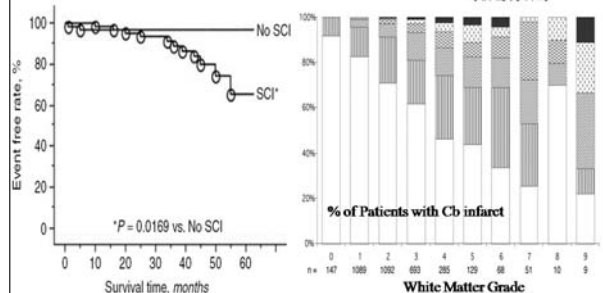 100
No SCI
80
SCI*
60
40
20
0
Event free rate, %
*P = 0.0169 vs. No SCI
0 10 20 30 40 50 60
Survival time, months
100%
80%
60%
40%
20%
0%
% of Patients with Cb infarct
0 1 2 3 4 5 6 7 8 9
n = 147 1089 1092 693 285 129 68 51 10 9
White Matter Grade